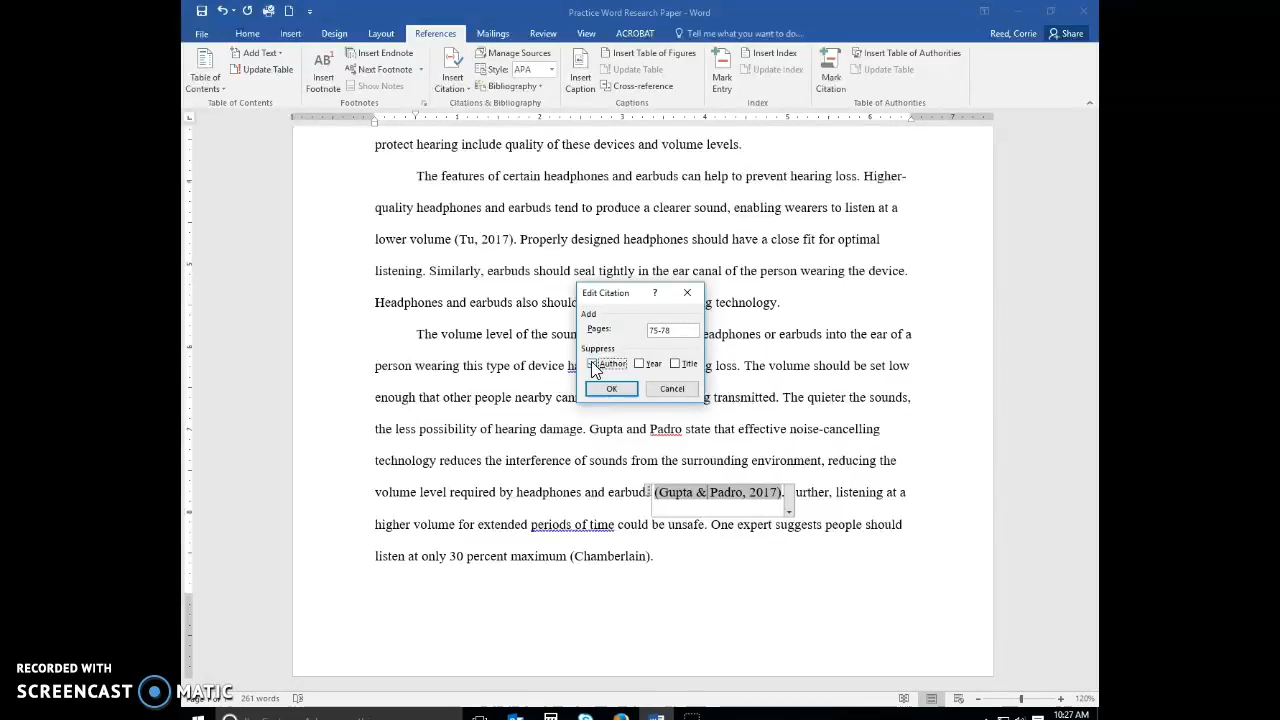 Practice Word Research Paper - Word
File Home Insert Design Layout References Mailings Review View ACROBAT Tell me what you want to do... Reed, Corrie Share
Table of Contents
Add Text
Update Table
Table of Contents
AB1
Insert Footnote
Insert Endnote
Next Footnote
Show Notes
Footnotes
Insert Citation
Manage Sources
Style: APA
Bibliography
Citations & Bibliography
Insert Caption
Insert Table of Figures
Update Table
Cross-reference
Captions
Mark Entry
Insert Index
Update Index
Index
Mark Citation
Insert Table of Authorities
Update Table
Table of Authorities
1 2 3 4 5 6 7
protect hearing include quality of these devices and volume levels.
The features of certain headphones and earbuds can help to prevent hearing loss. Higher-
quality headphones and earbuds tend to produce a clearer sound, enabling wearers to listen at a
lower volume (Tu, 2017). Properly designed headphones should have a close fit for optimal
listening. Similarly, earbuds should seal tightly in the ear canal of the person wearing the device.
Headphones and earbuds also shou g technology.
The volume level of the soun eadphones or earbuds into the ear of a
person wearing this type of device h g loss. The volume should be set low
enough that other people nearby can g transmitted. The quieter the sounds,
the less possibility of hearing damage. Gupta and Padro state that effective noise-cancelling
technology reduces the interference of sounds from the surrounding environment, reducing the
volume level required by headphones and earbud (Gupta & Padro, 2017). urther, listening at a
higher volume for extended periods of time could be unsafe. One expert suggests people should
listen at only 30 percent maximum (Chamberlain).
Edit Citation ?
Add
Pages: 75-78
Suppress
Author Year Title
OK Cancel
RECORDED WITH
SCREENCAST MATIC
261 words
120%
10:27 AM